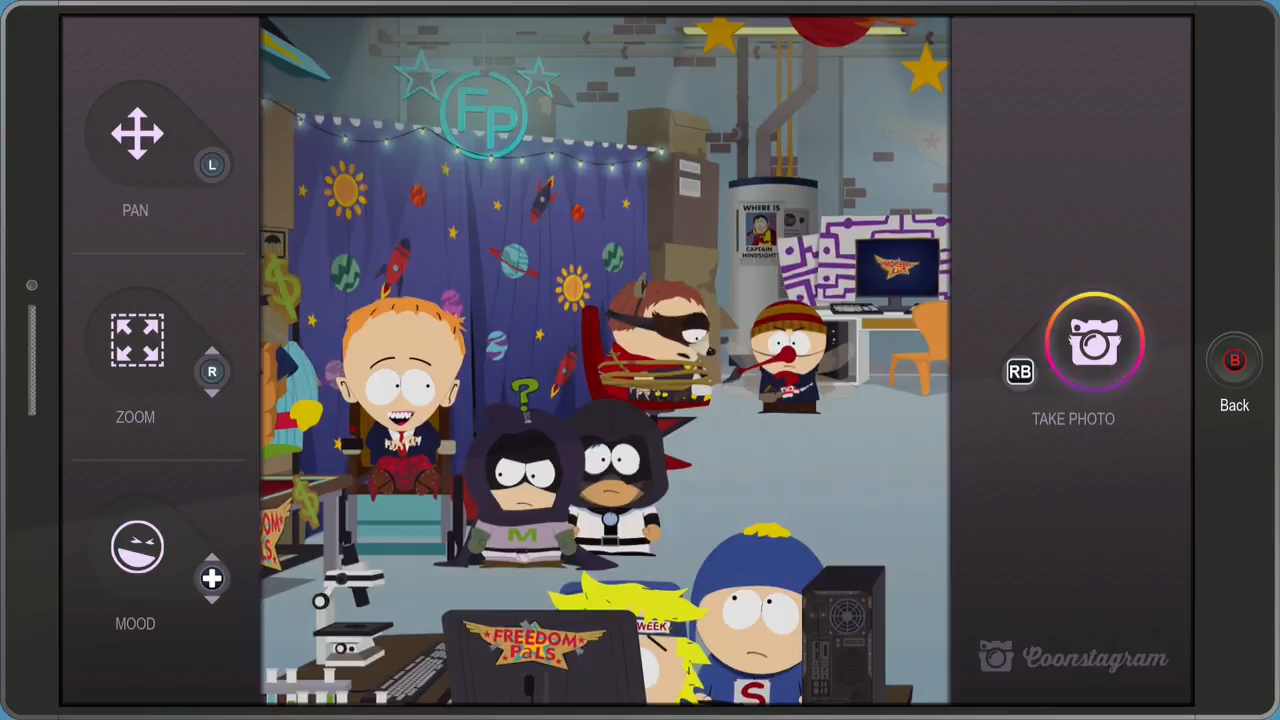 PAN
L
ZOOM
R
MOOD
FP
WHERE IS
CAPTAIN
HINDSIGHT
?
M
WEEK
FREEDOM
PALS
S
RB
TAKE PHOTO
B
Back
Coonstagram